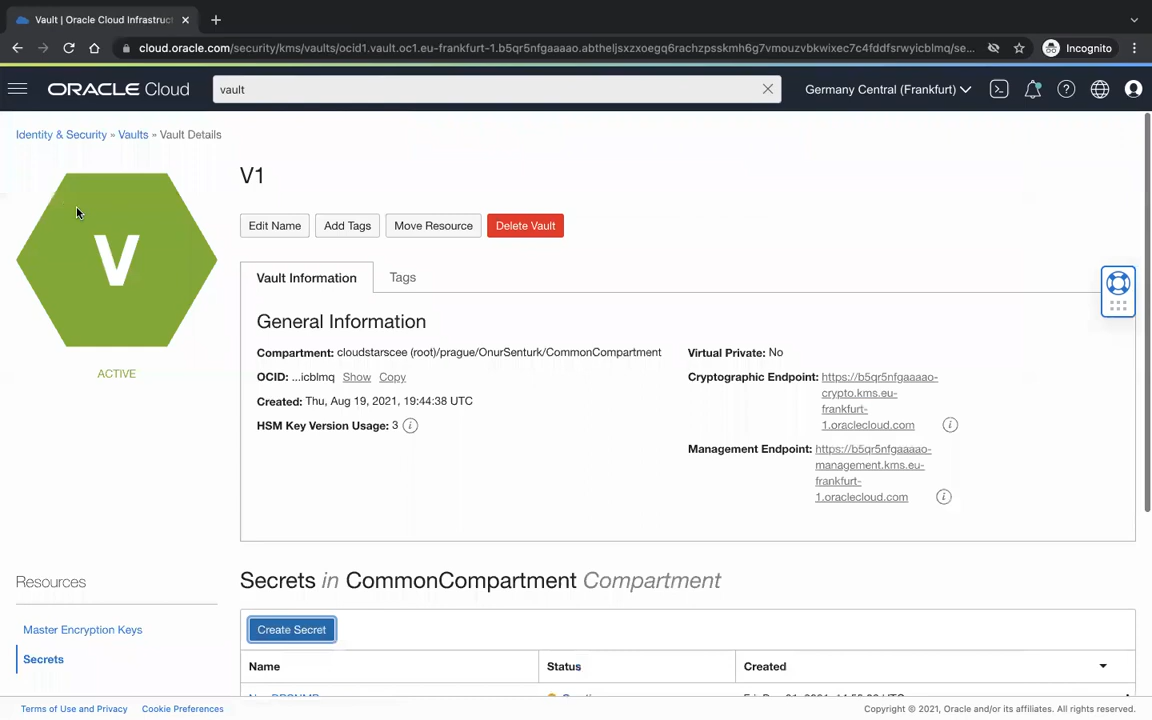 Vault | Oracle Cloud Infrastruct
cloud.oracle.com/security/kms/vaults/ocid1.vault.oc1.eu-frankfurt-1.b5qr5nfgaaaao.abtheljsxzxoegq6rachzpsskmh6g7vmouzvbkwixec7c4fddfsrwyicblmq/se...
Incognito
ORACLE Cloud
vault
Germany Central (Frankfurt)
Identity & Security » Vaults » Vault Details
V
ACTIVE
V1
Edit Name
Add Tags
Move Resource
Delete Vault
Vault Information
Tags
General Information
Compartment: cloudstarscee (root)/prague/OnurSenturk/CommonCompartment
OCID: ...icblmq Show Copy
Created: Thu, Aug 19, 2021, 19:44:38 UTC
HSM Key Version Usage: 3
Virtual Private: No
Cryptographic Endpoint: https://b5qr5nfgaaaao-
crypto.kms.eu-
frankfurt-
1.oraclecloud.com
Management Endpoint: https://b5qr5nfgaaaao-
management.kms.eu-
frankfurt-
1.oraclecloud.com
Resources
Master Encryption Keys
Secrets
Secrets in CommonCompartment Compartment
Create Secret
Name Status Created
Terms of Use and Privacy Cookie Preferences
Copyright © 2021, Oracle and/or its affiliates. All rights reserved.